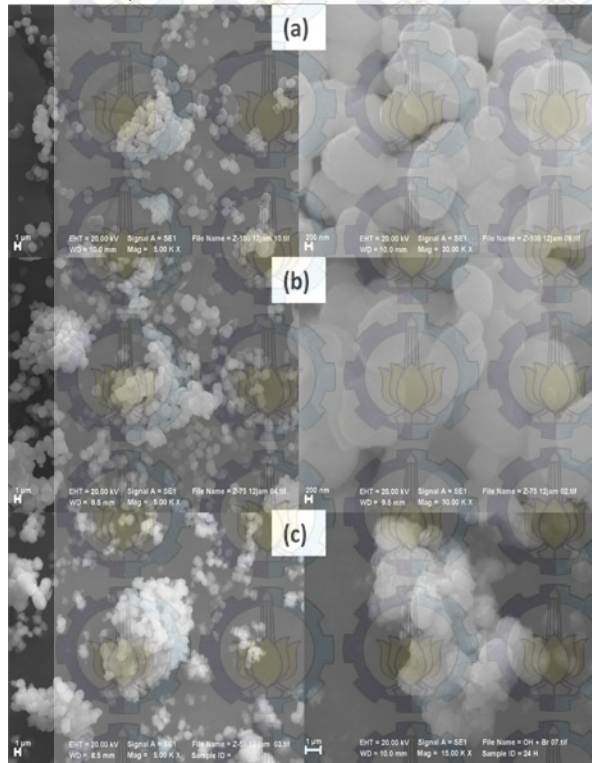 (a)
1 µm
EHT = 20.00 kV Signal A = SE1 File Name = Z-100 12jam 10.tif
WD = 10.0 mm Mag = 5.00 K X
200 nm
EHT = 20.00 kV Signal A = SE1 File Name = Z-100 12jam 09.tif
WD = 10.0 mm Mag = 30.00 K X
(b)
1 µm
EHT = 20.00 kV Signal A = SE1 File Name = Z-75 12jam 04.tif
WD = 9.5 mm Mag = 5.00 K X
200 nm
EHT = 20.00 kV Signal A = SE1 File Name = Z-75 12jam 02.tif
WD = 9.5 mm Mag = 30.00 K X
(c)
1 µm
EHT = 20.00 kV Signal A = SE1 File Name = 03.tif
WD = 8.5 mm Mag = 5.00 K X Sample ID =
1 µm
EHT = 20.00 kV Signal A = SE1 File Name = OH + Br 07.tif
WD = 10.0 mm Mag = 15.00 K X Sample ID = 24 H